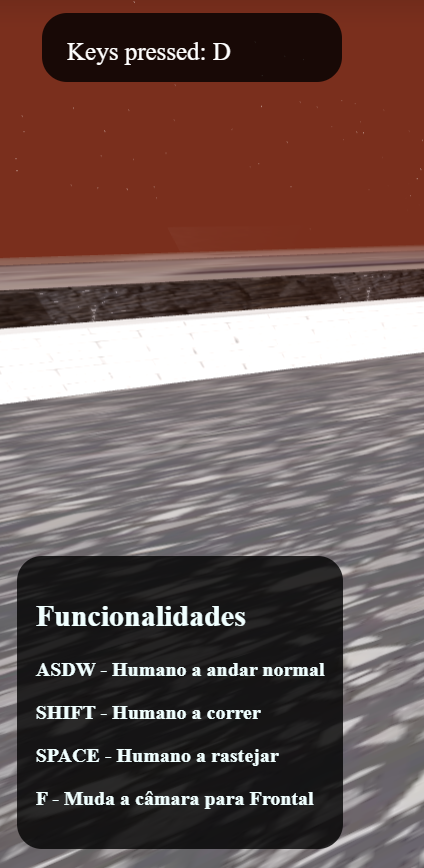 Keys pressed: D
Funcionalidades
ASDW - Humano a andar normal
SHIFT - Humano a correr
SPACE - Humano a rastejar
F - Muda a câmara para Frontal